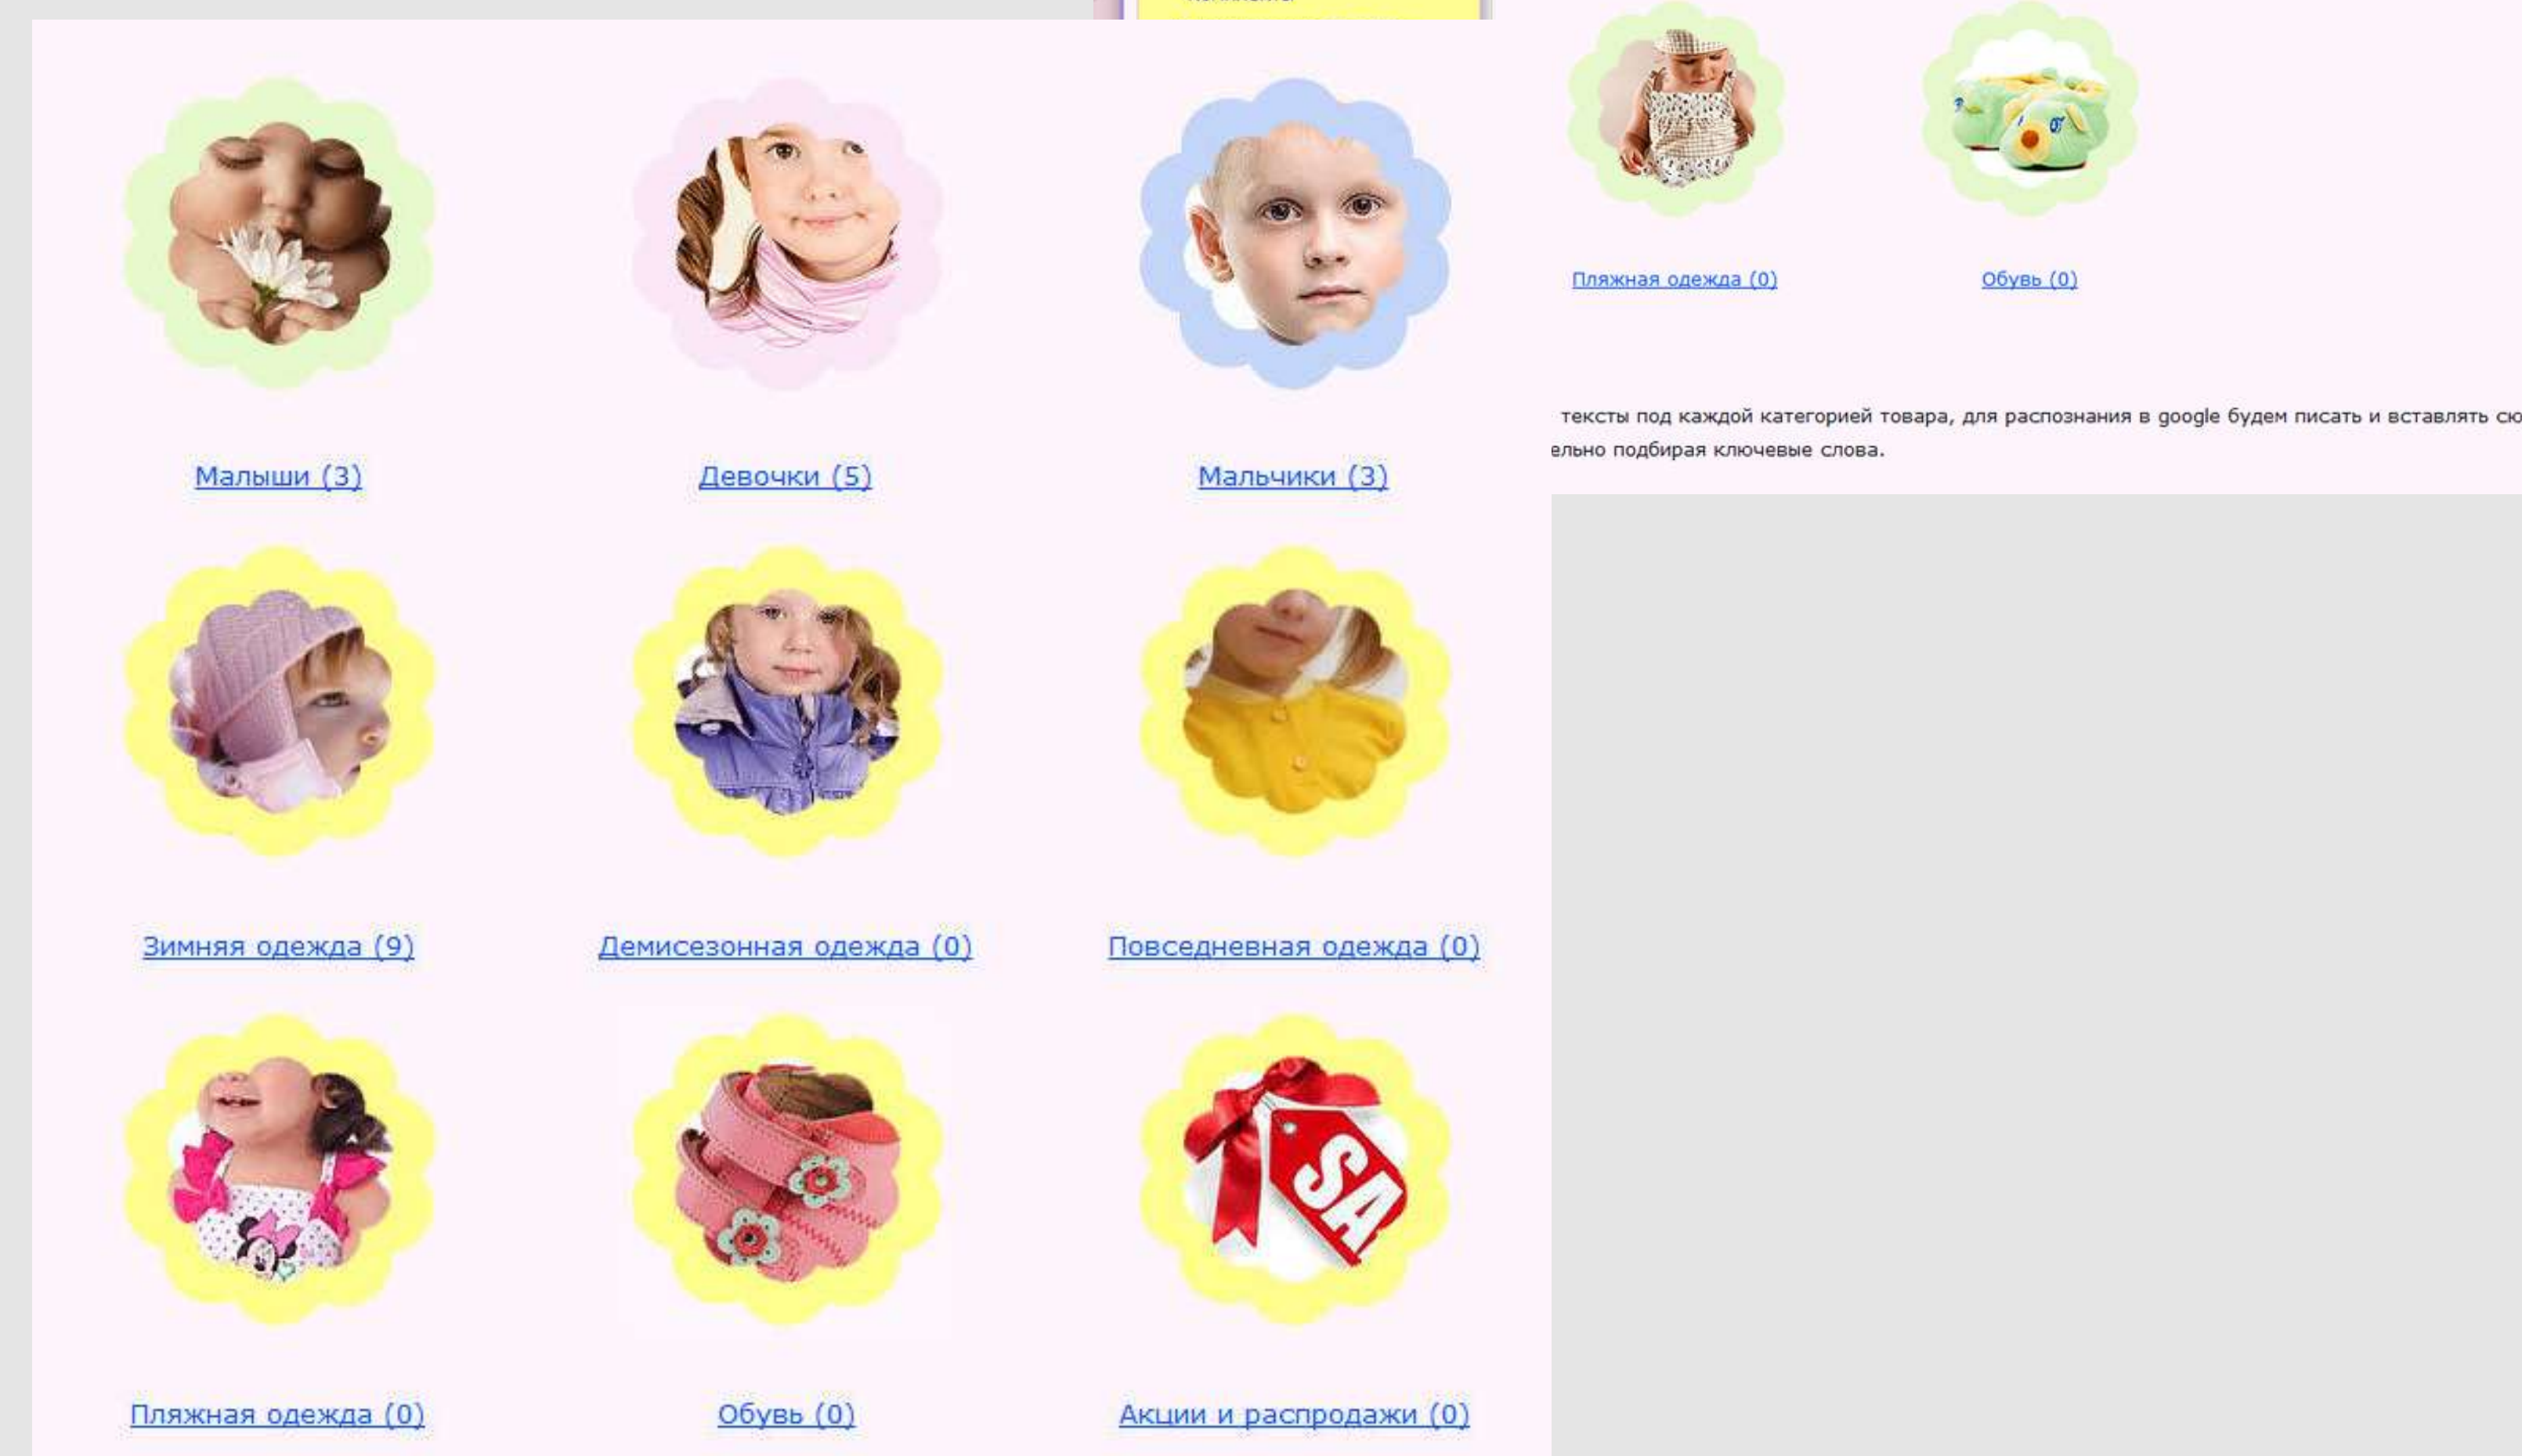 Пляжная одежда (0)
Обувь (0)
тексты под каждой категорией товара, для распознания в google будем писать и вставлять сю
ельно подбирая ключевые слова.
Малыши (3)
Девочки (5)
Мальчики (3)
Зимняя одежда (9)
Демисезонная одежда (0)
Повседневная одежда (0)
SA
Пляжная одежда (0)
Обувь (0)
Акции и распродажи (0)